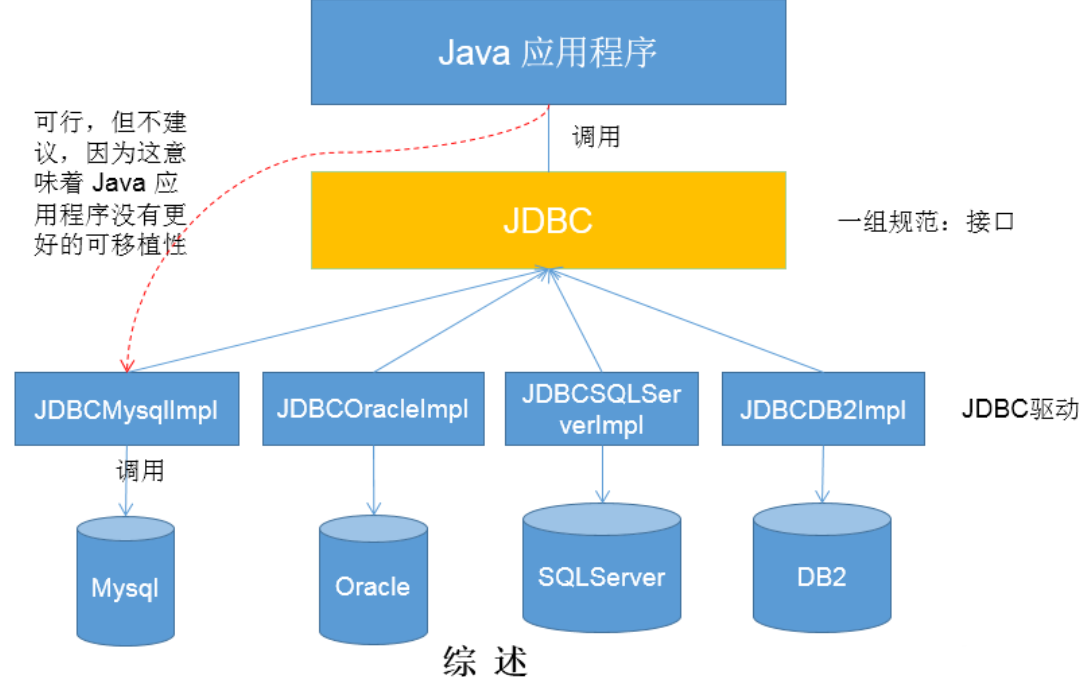 Java 应用程序
可行，但不建
议，因为这意
味着 Java 应
用程序没有更
好的可移植性
调用
JDBC
一组规范：接口
JDBCMysqlImpl
JDBCOracleImpl
JDBCSQLSer
verImpl
JDBCDB2Impl
JDBC驱动
调用
Mysql
Oracle
SQLServer
DB2
综 述